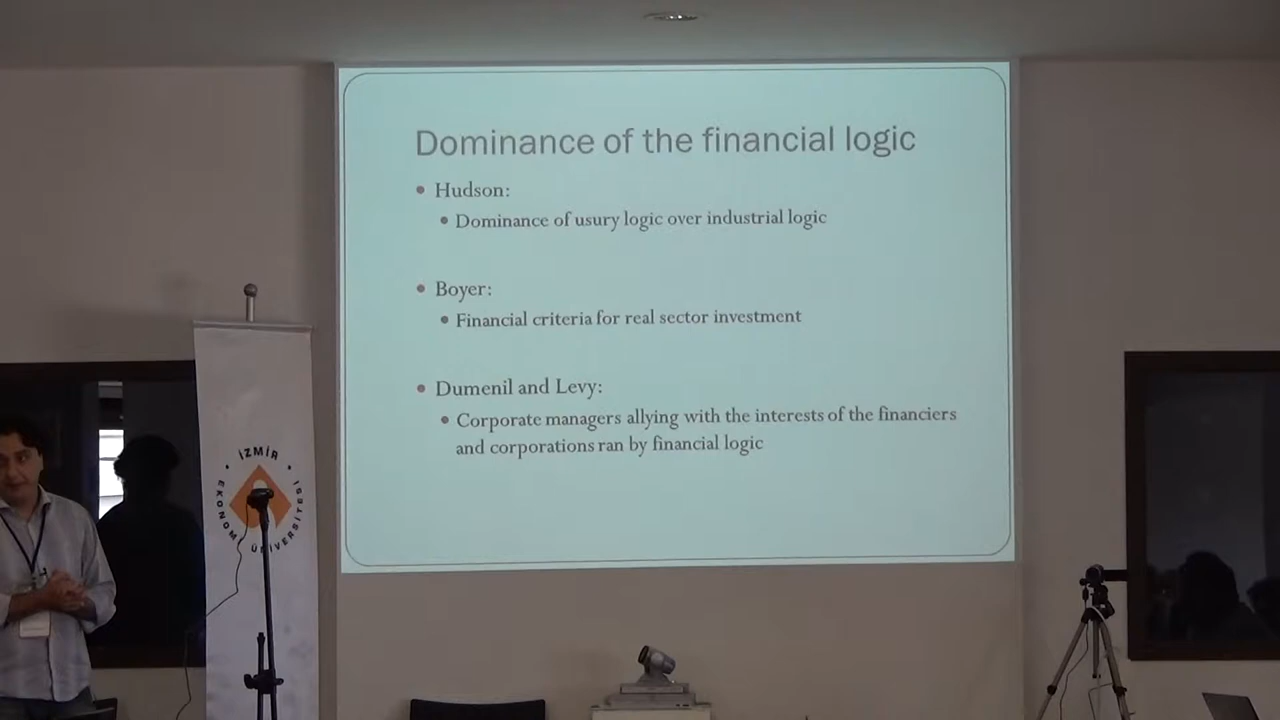 Dominance of the financial logic
• Hudson:
• Dominance of usury logic over industrial logic
• Boyer:
• Financial criteria for real sector investment
• Dumenil and Levy:
• Corporate managers allying with the interests of the financiers
and corporations ran by financial logic
İZMİR
EKONOMİ ÜNİVERSİTESİ